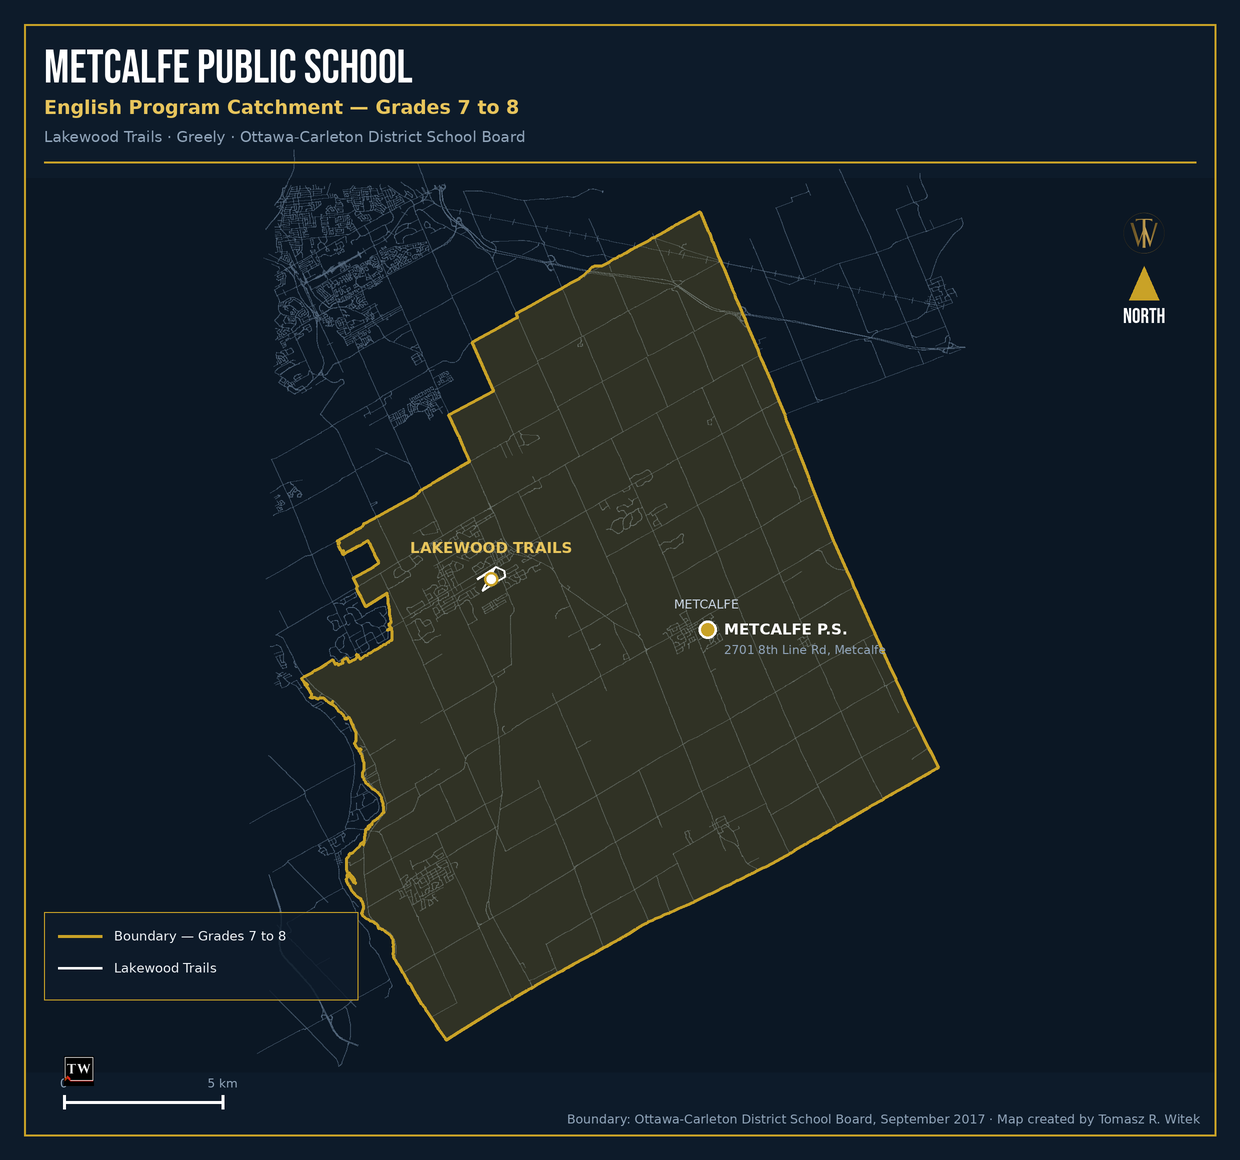 METCALFE PUBLIC SCHOOL
English Program Catchment — Grades 7 to 8
Lakewood Trails · Greely · Ottawa-Carleton District School Board
TW
NORTH
LAKEWOOD TRAILS
METCALFE
METCALFE P.S.
2701 8th Line Rd, Metcalfe
Boundary — Grades 7 to 8
Lakewood Trails
TW
0 5 km
Boundary: Ottawa-Carleton District School Board, September 2017 · Map created by Tomasz R. Witek